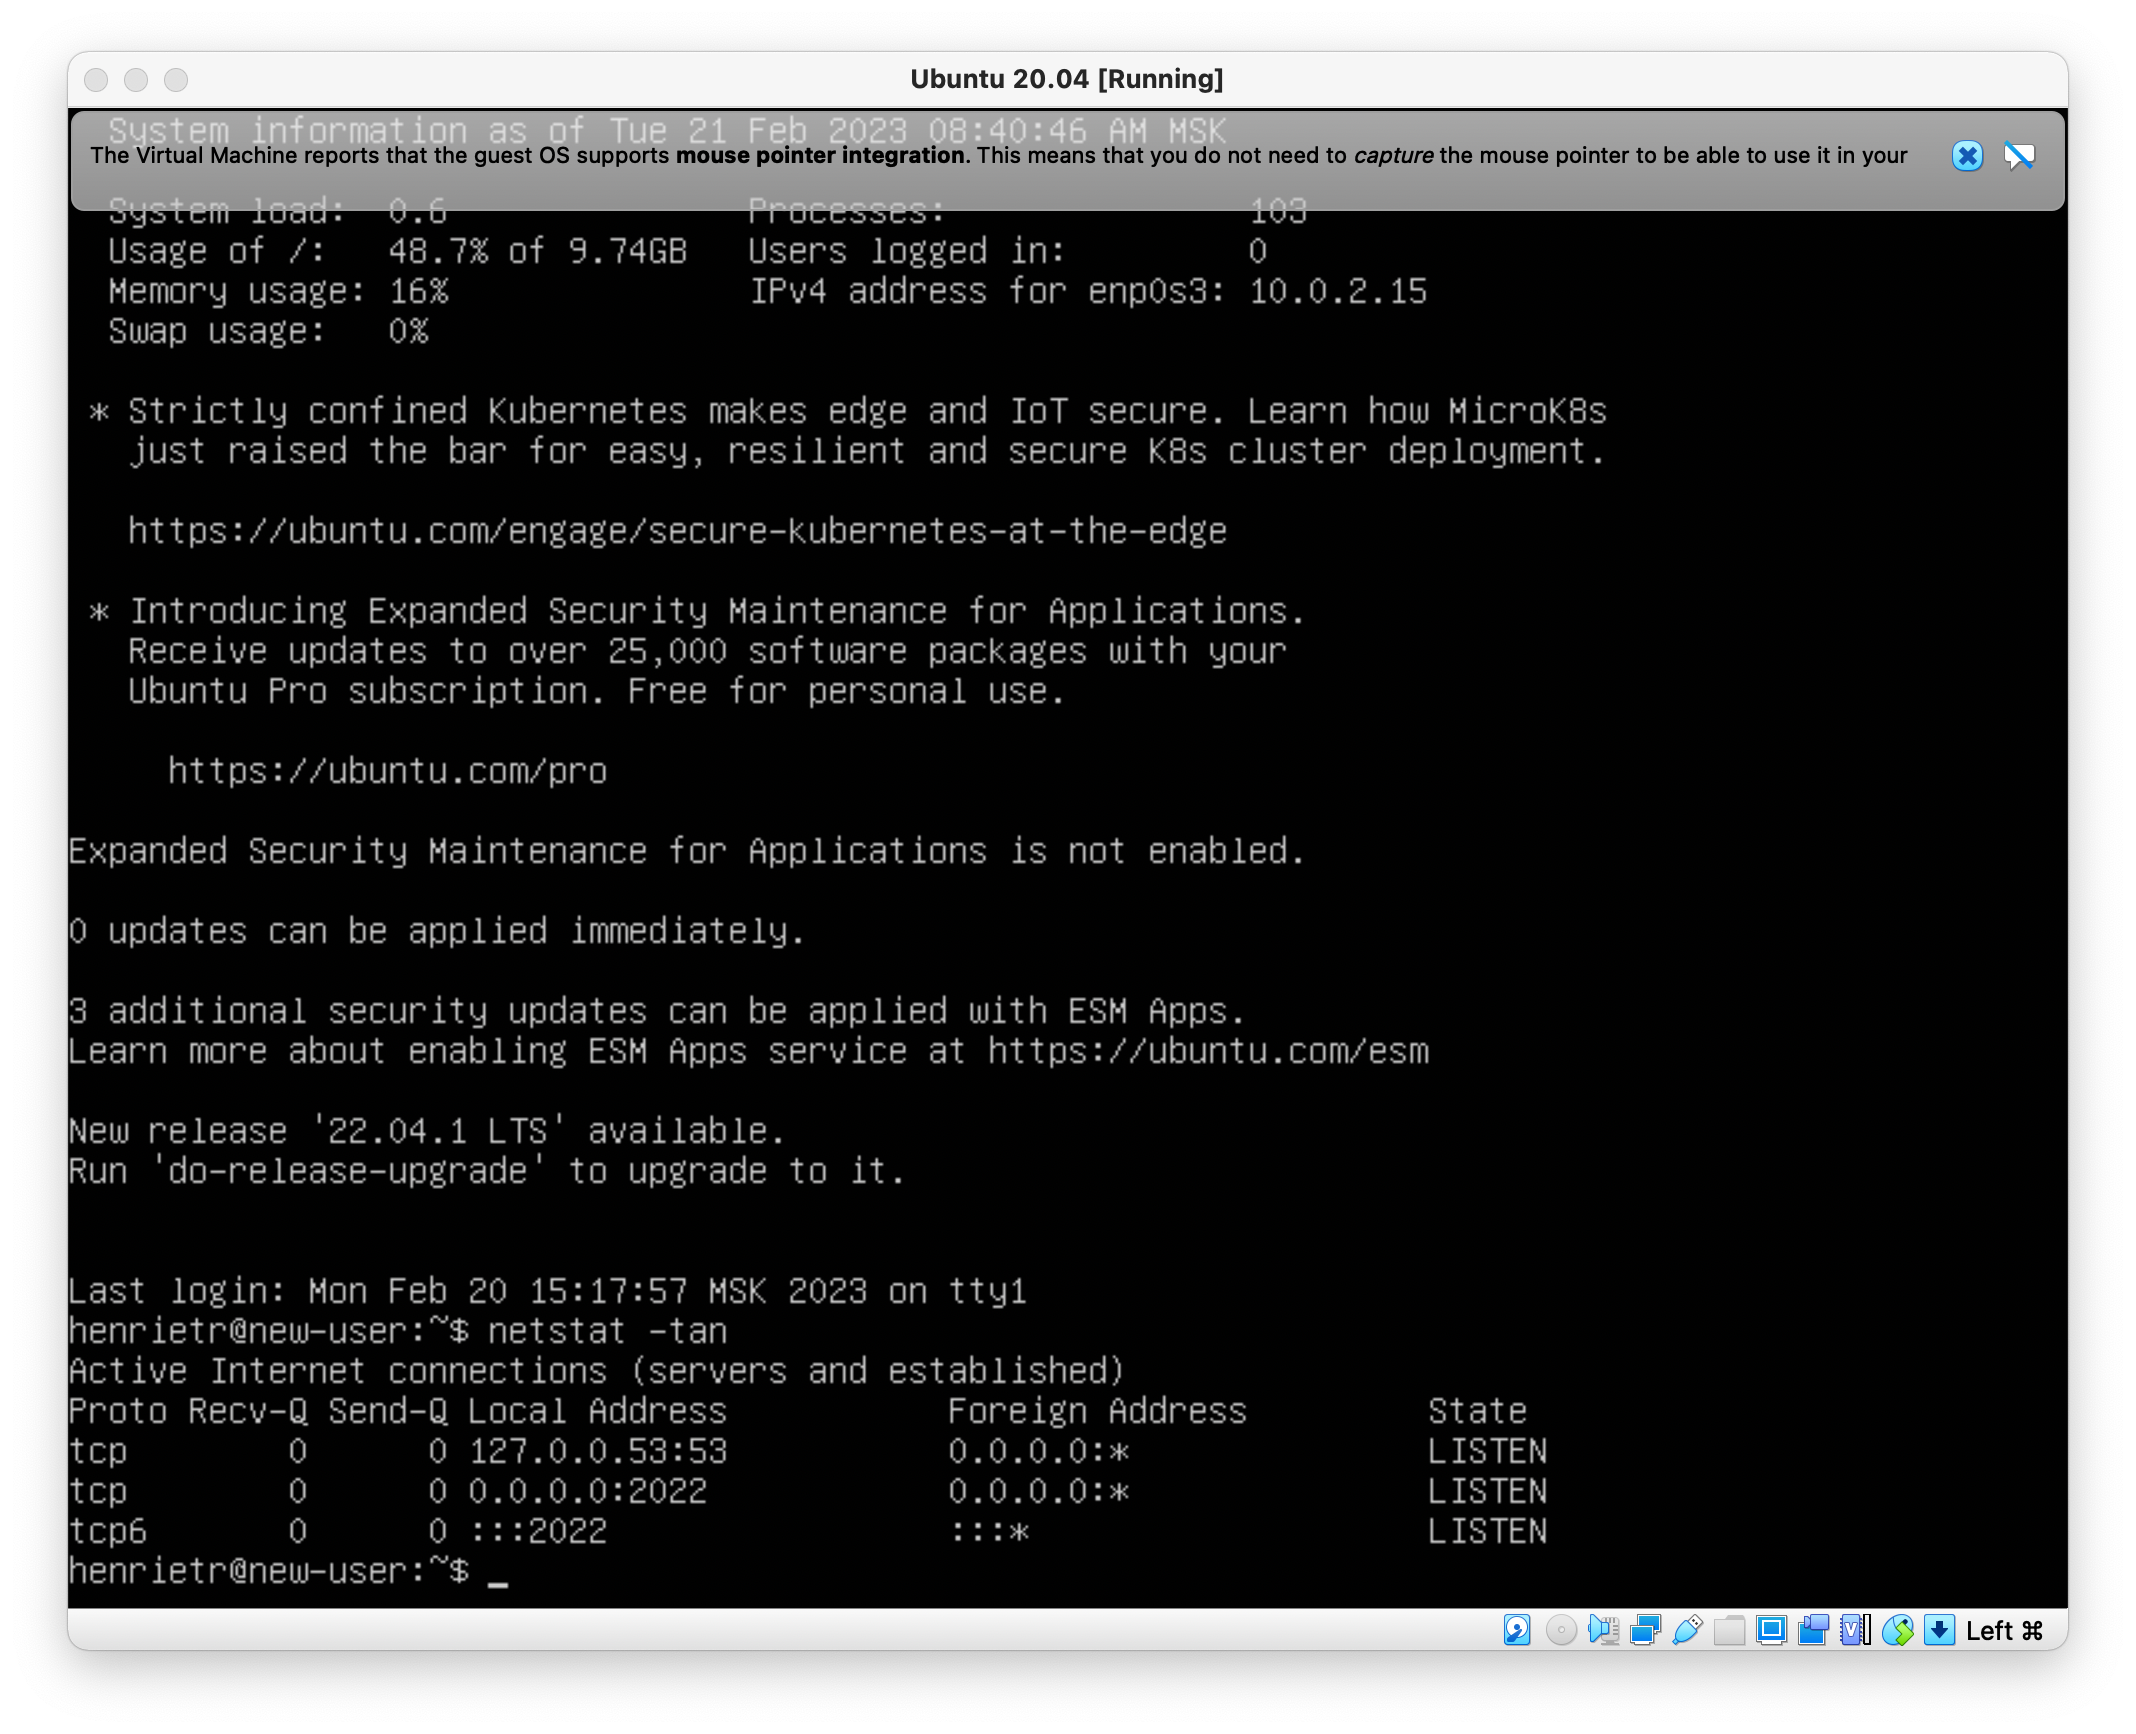 Ubuntu 20.04 [Running]
System information as of Tue 21 Feb 2023 08:40:46 AM MSK
The Virtual Machine reports that the guest OS supports mouse pointer integration. This means that you do not need to capture the mouse pointer to be able to use it in your
System load:  0.6               Processes:               103
Usage of /:   48.7% of 9.74GB   Users logged in:         0
Memory usage: 16%               IPv4 address for enp0s3: 10.0.2.15
Swap usage:   0%
* Strictly confined Kubernetes makes edge and IoT secure. Learn how MicroK8s
just raised the bar for easy, resilient and secure K8s cluster deployment.
https://ubuntu.com/engage/secure-kubernetes-at-the-edge
* Introducing Expanded Security Maintenance for Applications.
Receive updates to over 25,000 software packages with your
Ubuntu Pro subscription. Free for personal use.
https://ubuntu.com/pro
Expanded Security Maintenance for Applications is not enabled.
0 updates can be applied immediately.
3 additional security updates can be applied with ESM Apps.
Learn more about enabling ESM Apps service at https://ubuntu.com/esm
New release '22.04.1 LTS' available.
Run 'do-release-upgrade' to upgrade to it.
Last login: Mon Feb 20 15:17:57 MSK 2023 on tty1
henrietr@new-user:~$ netstat -tan
Active Internet connections (servers and established)
Proto Recv-Q Send-Q Local Address           Foreign Address         State
tcp        0      0 127.0.0.53:53           0.0.0.0:*               LISTEN
tcp        0      0 0.0.0.0:2022            0.0.0.0:*               LISTEN
tcp6       0      0 :::2022                 :::*                    LISTEN
henrietr@new-user:~$ _
Left ⌘